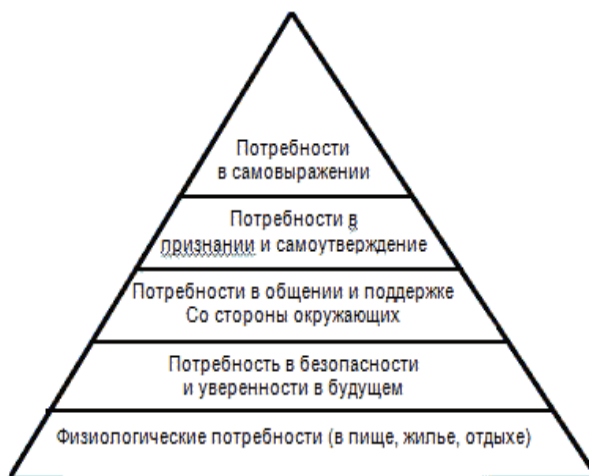 Потребности
в самовыражении
Потребности в
признании и самоутверждение
Потребности в общении и поддержке
Со стороны окружающих
Потребность в безопасности
и уверенности в будущем
Физиологические потребности (в пище, жилье, отдыхе)